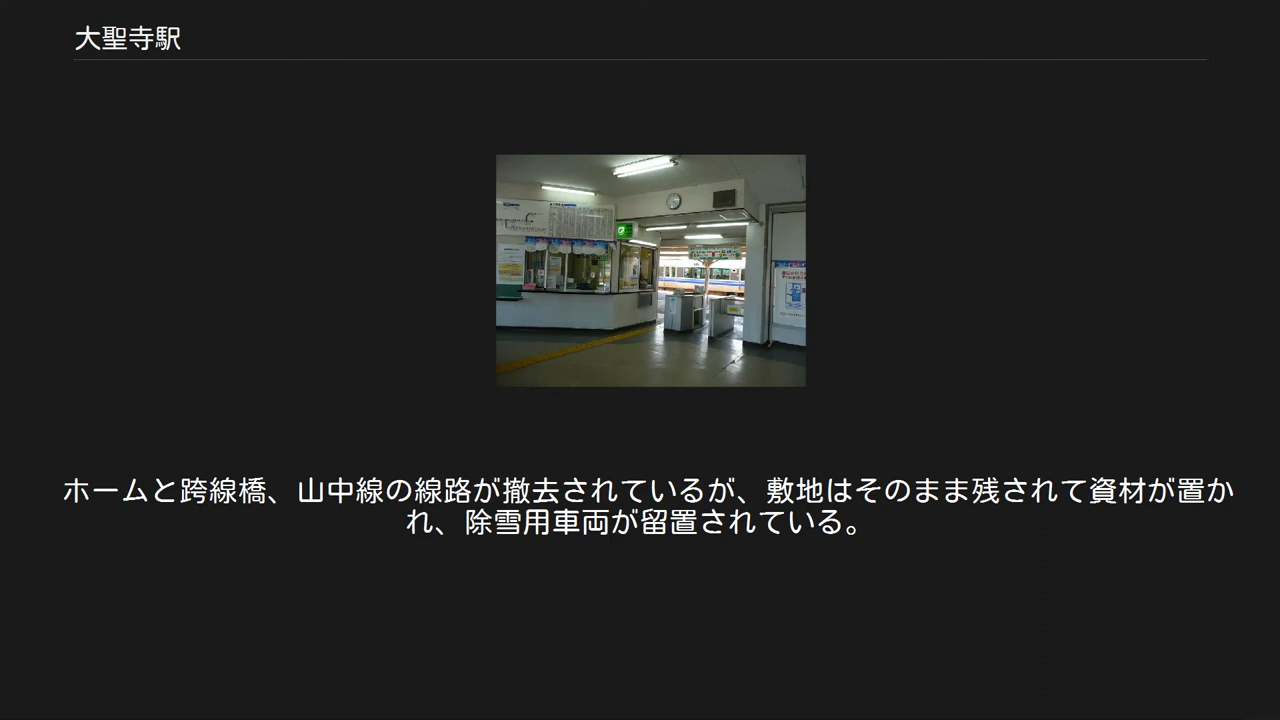 大聖寺駅
ホームと跨線橋、山中線の線路が撤去されているが、敷地はそのまま残されて資材が置か
れ、除雪用車両が留置されている。